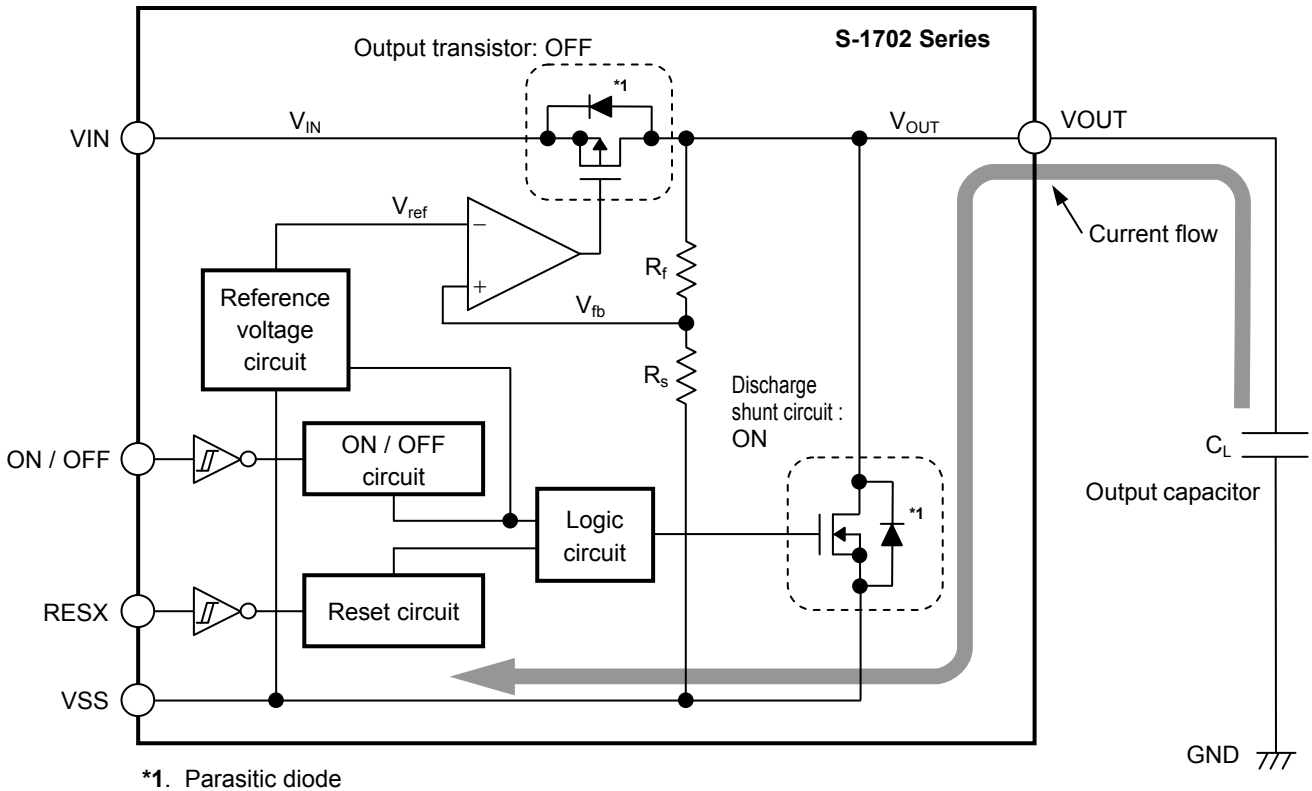 S-1702 Series
Output transistor: OFF
*1
VIN
V_IN
V_OUT
VOUT
V_ref
−
+
Current flow
R_f
Reference
voltage
circuit
V_fb
R_s
Discharge
shunt circuit :
ON
ON / OFF
ON / OFF
circuit
C_L
Output capacitor
Logic
circuit
*1
RESX
Reset circuit
VSS
GND
*1. Parasitic diode